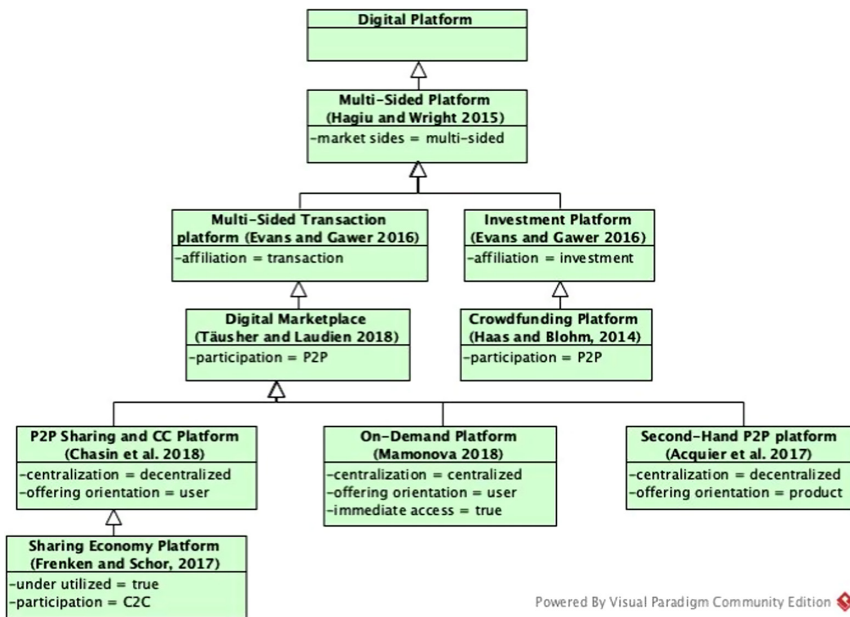 Digital Platform
Multi-Sided Platform
(Hagiu and Wright 2015)
-market sides = multi-sided
Multi-Sided Transaction
platform (Evans and Gawer 2016)
-affiliation = transaction
Investment Platform
(Evans and Gawer 2016)
-affiliation = investment
Digital Marketplace
(Täusher and Laudien 2018)
-participation = P2P
Crowdfunding Platform
(Haas and Blohm, 2014)
-participation = P2P
P2P Sharing and CC Platform
(Chasin et al. 2018)
-centralization = decentralized
-offering orientation = user
On-Demand Platform
(Mamonova 2018)
-centralization = centralized
-offering orientation = user
-immediate access = true
Second-Hand P2P platform
(Acquier et al. 2017)
-centralization = decentralized
-offering orientation = product
Sharing Economy Platform
(Frenken and Schor, 2017)
-under utilized = true
-participation = C2C
Powered By Visual Paradigm Community Edition